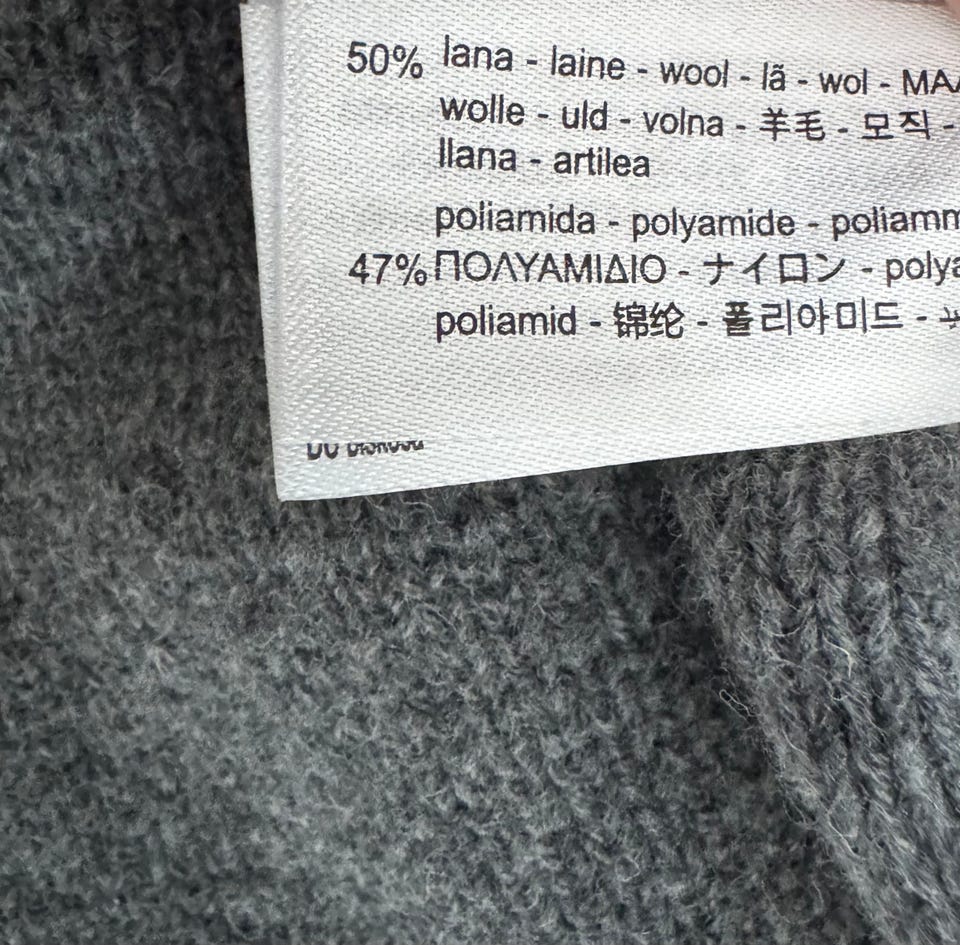 50% lana - laine - wool - lã - wol -
wolle - uld - volna - 羊毛 - 모직 -
llana - artilea
poliamida - polyamide -
47% ΠΟΛΥΑΜΙΔΙΟ - ナイロン -
poliamid - 锦纶 - 폴리아미드 -